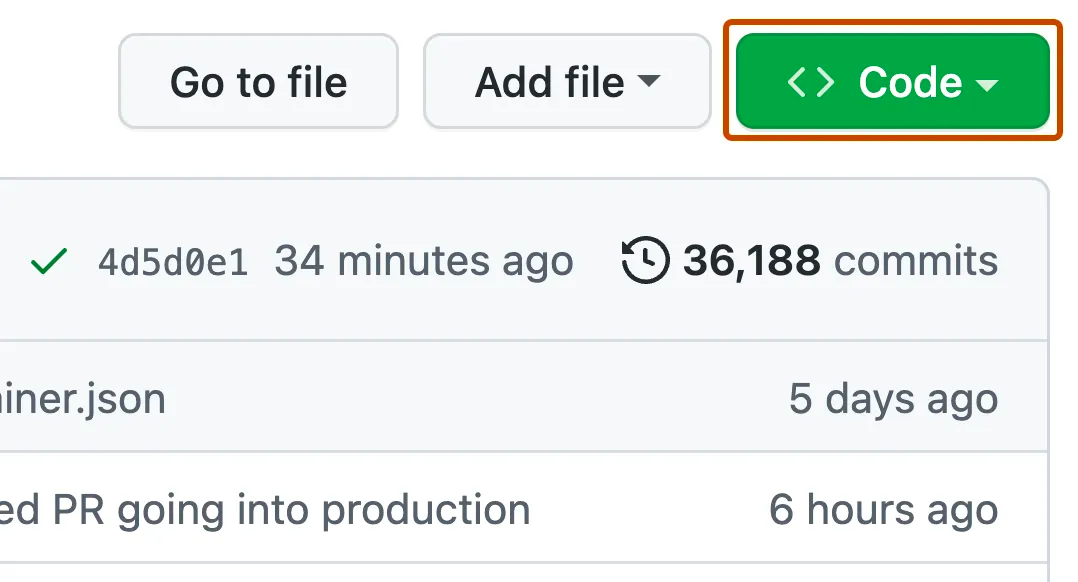 Go to file Add file <> Code
4d5d0e1 34 minutes ago 36,188 commits
iner.json 5 days ago
ed PR going into production 6 hours ago